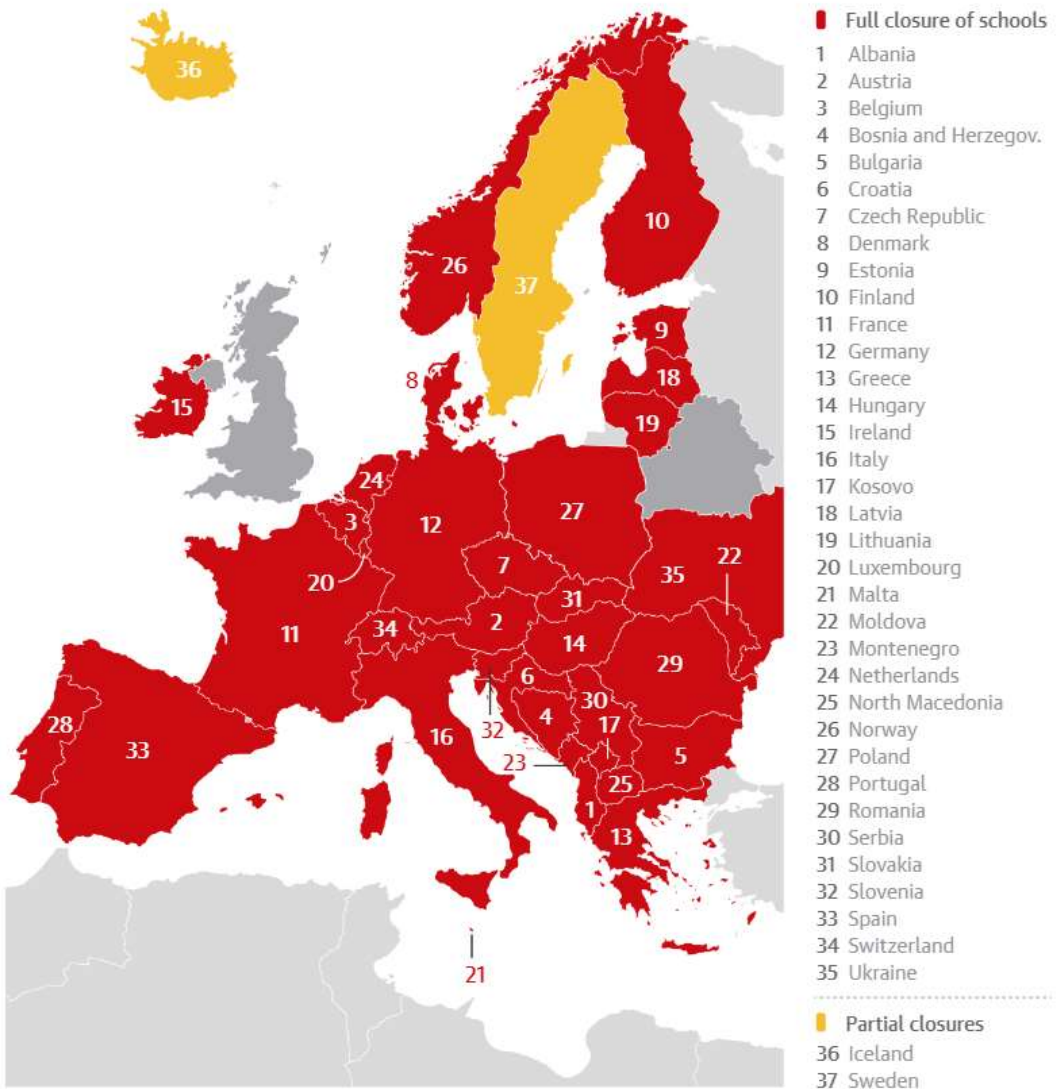 Full closure of schools
1 Albania
2 Austria
3 Belgium
4 Bosnia and Herzegov.
5 Bulgaria
6 Croatia
7 Czech Republic
8 Denmark
9 Estonia
10 Finland
11 France
12 Germany
13 Greece
14 Hungary
15 Ireland
16 Italy
17 Kosovo
18 Latvia
19 Lithuania
20 Luxembourg
21 Malta
22 Moldova
23 Montenegro
24 Netherlands
25 North Macedonia
26 Norway
27 Poland
28 Portugal
29 Romania
30 Serbia
31 Slovakia
32 Slovenia
33 Spain
34 Switzerland
35 Ukraine
Partial closures
36 Iceland
37 Sweden
36
10
26
37
9
8
18
15
19
24
3
12
27
22
20
7
35
31
2
34
11
14
29
6
30
28
4
17
16
32
33
23
5
25
1
13
21